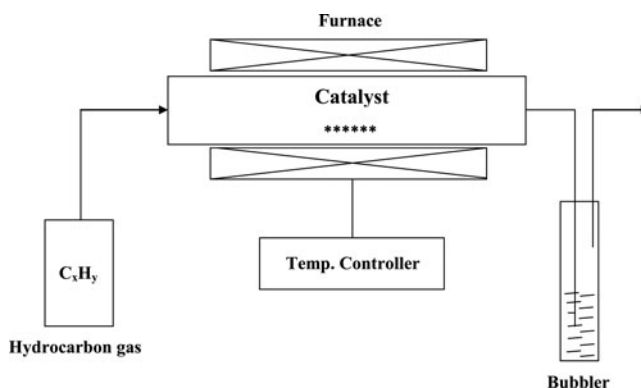 Furnace
Catalyst
******
Temp. Controller
CxHy
Hydrocarbon gas
Bubbler